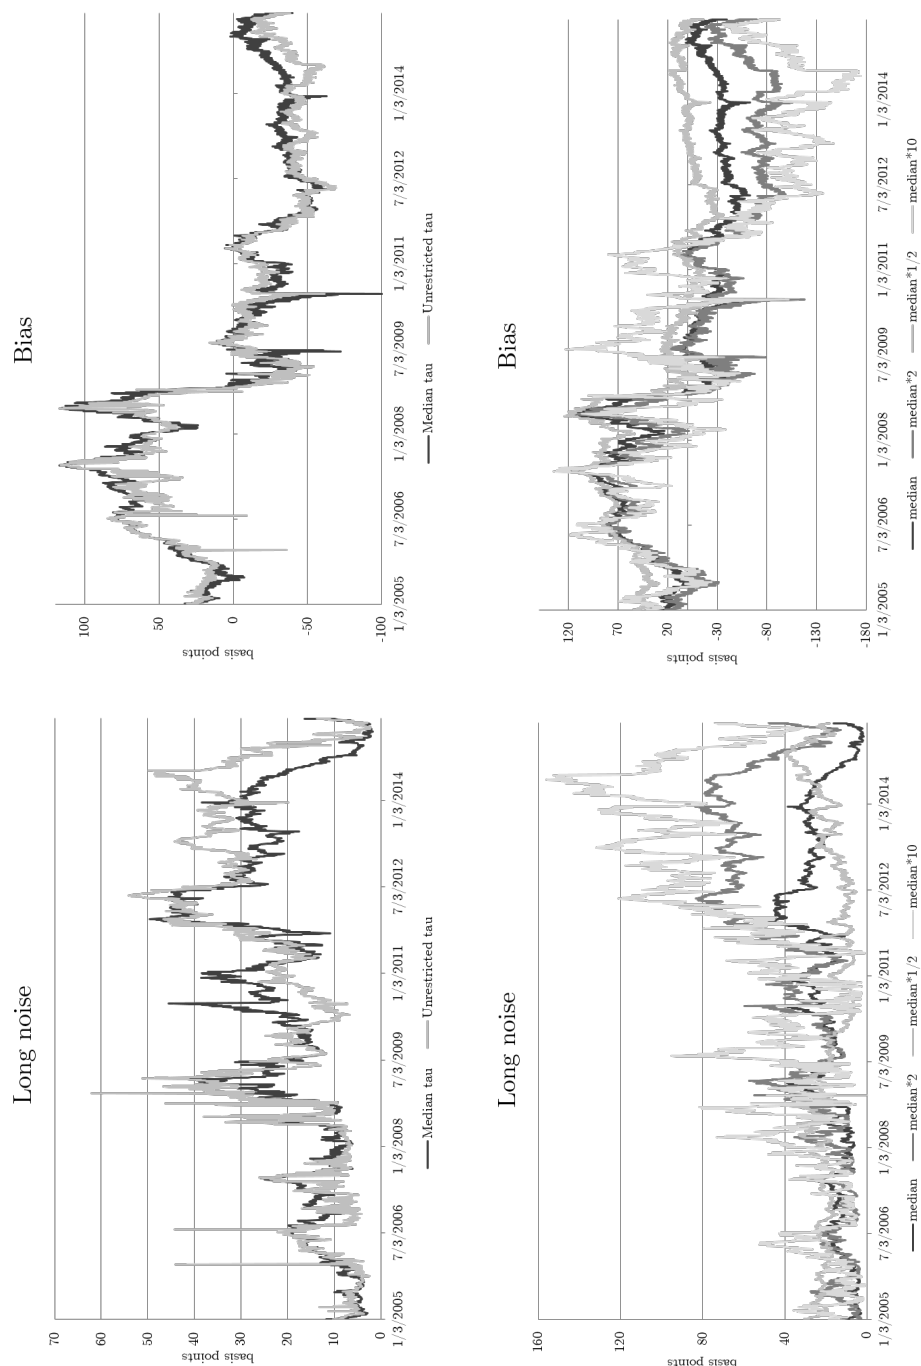 Long noise
basis points
70
60
50
40
30
20
10
0
1/3/2005
7/3/2006
1/3/2008
7/3/2009
1/3/2011
7/3/2012
1/3/2014
Median tau
Unrestricted tau
Bias
basis points
100
50
0
-50
-100
1/3/2005
7/3/2006
1/3/2008
7/3/2009
1/3/2011
7/3/2012
1/3/2014
Median tau
Unrestricted tau
Long noise
basis points
160
120
80
40
0
1/3/2005
7/3/2006
1/3/2008
7/3/2009
1/3/2011
7/3/2012
1/3/2014
median
median*2
median*1/2
median*10
Bias
basis points
120
70
20
-30
-80
-130
-180
1/3/2005
7/3/2006
1/3/2008
7/3/2009
1/3/2011
7/3/2012
1/3/2014
median
median*2
median*1/2
median*10